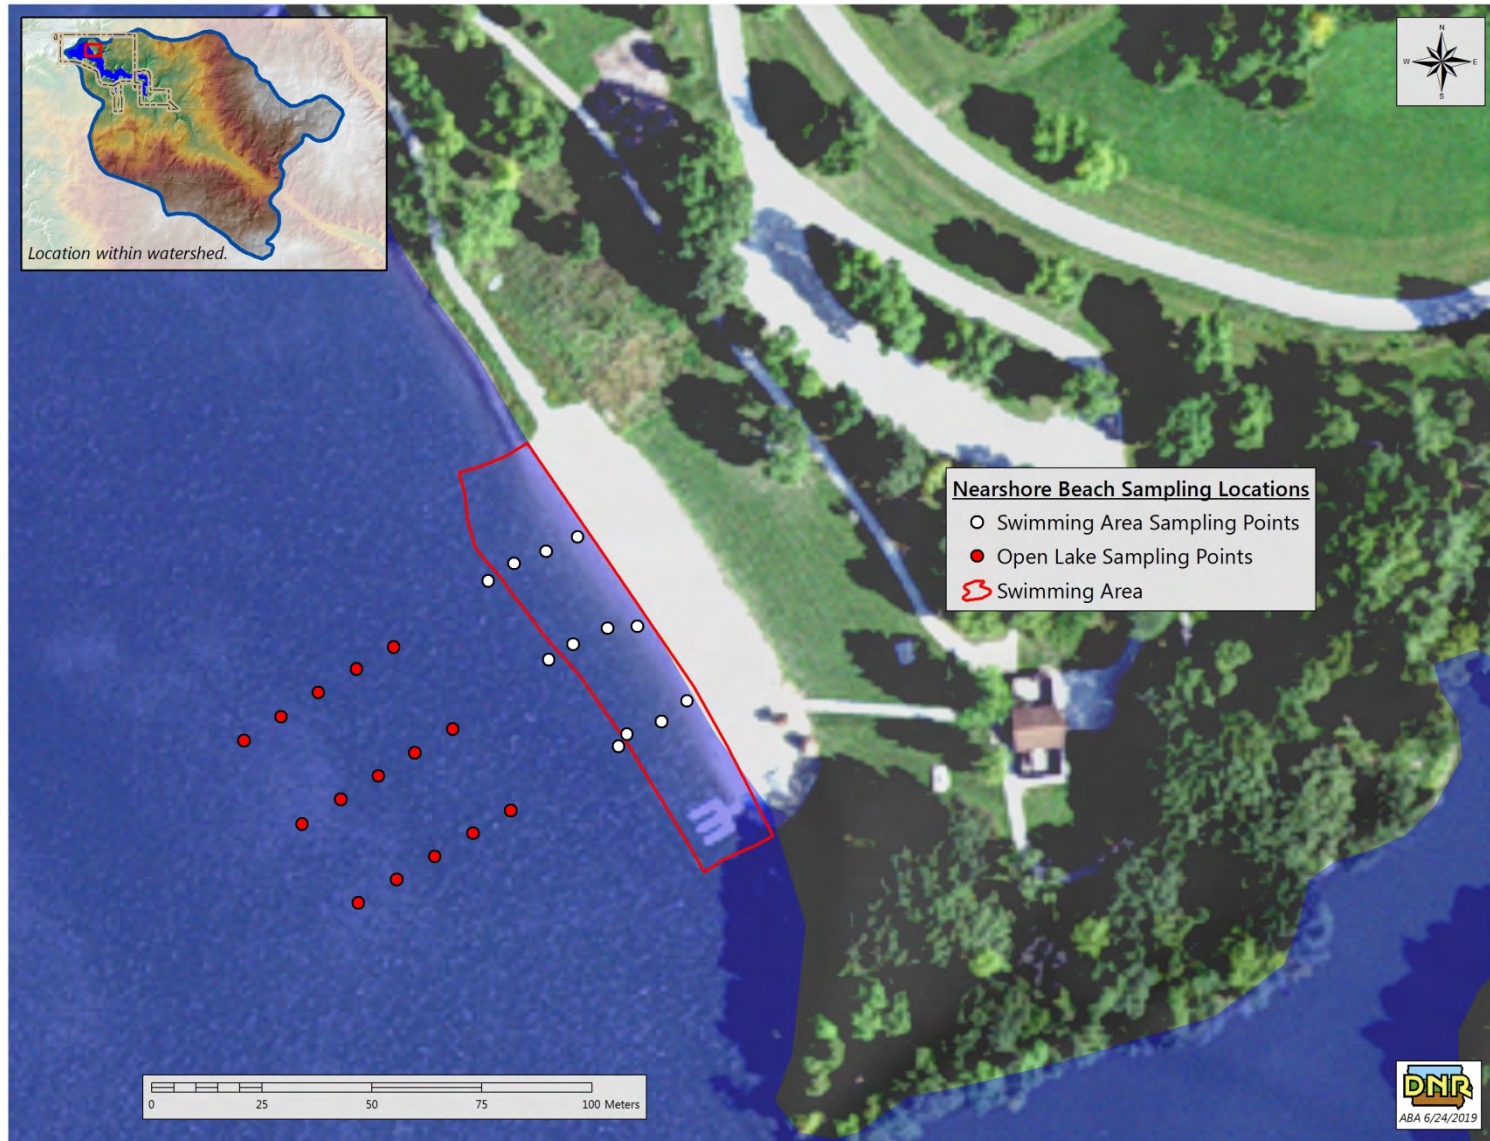 Location within watershed.
N
W E
S
Nearshore Beach Sampling Locations
Swimming Area Sampling Points
Open Lake Sampling Points
Swimming Area
0 25 50 75 100 Meters
DNR
ABA 6/24/2019